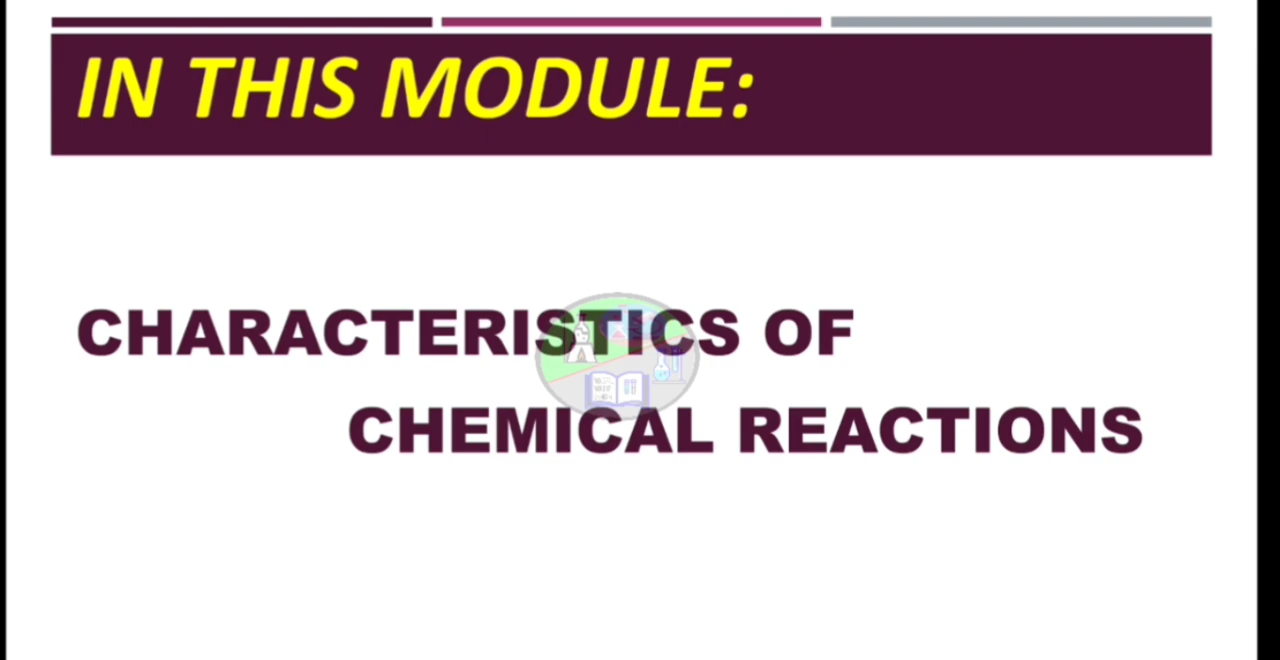 IN THIS MODULE:
CHARACTERISTICS OF
CHEMICAL REACTIONS